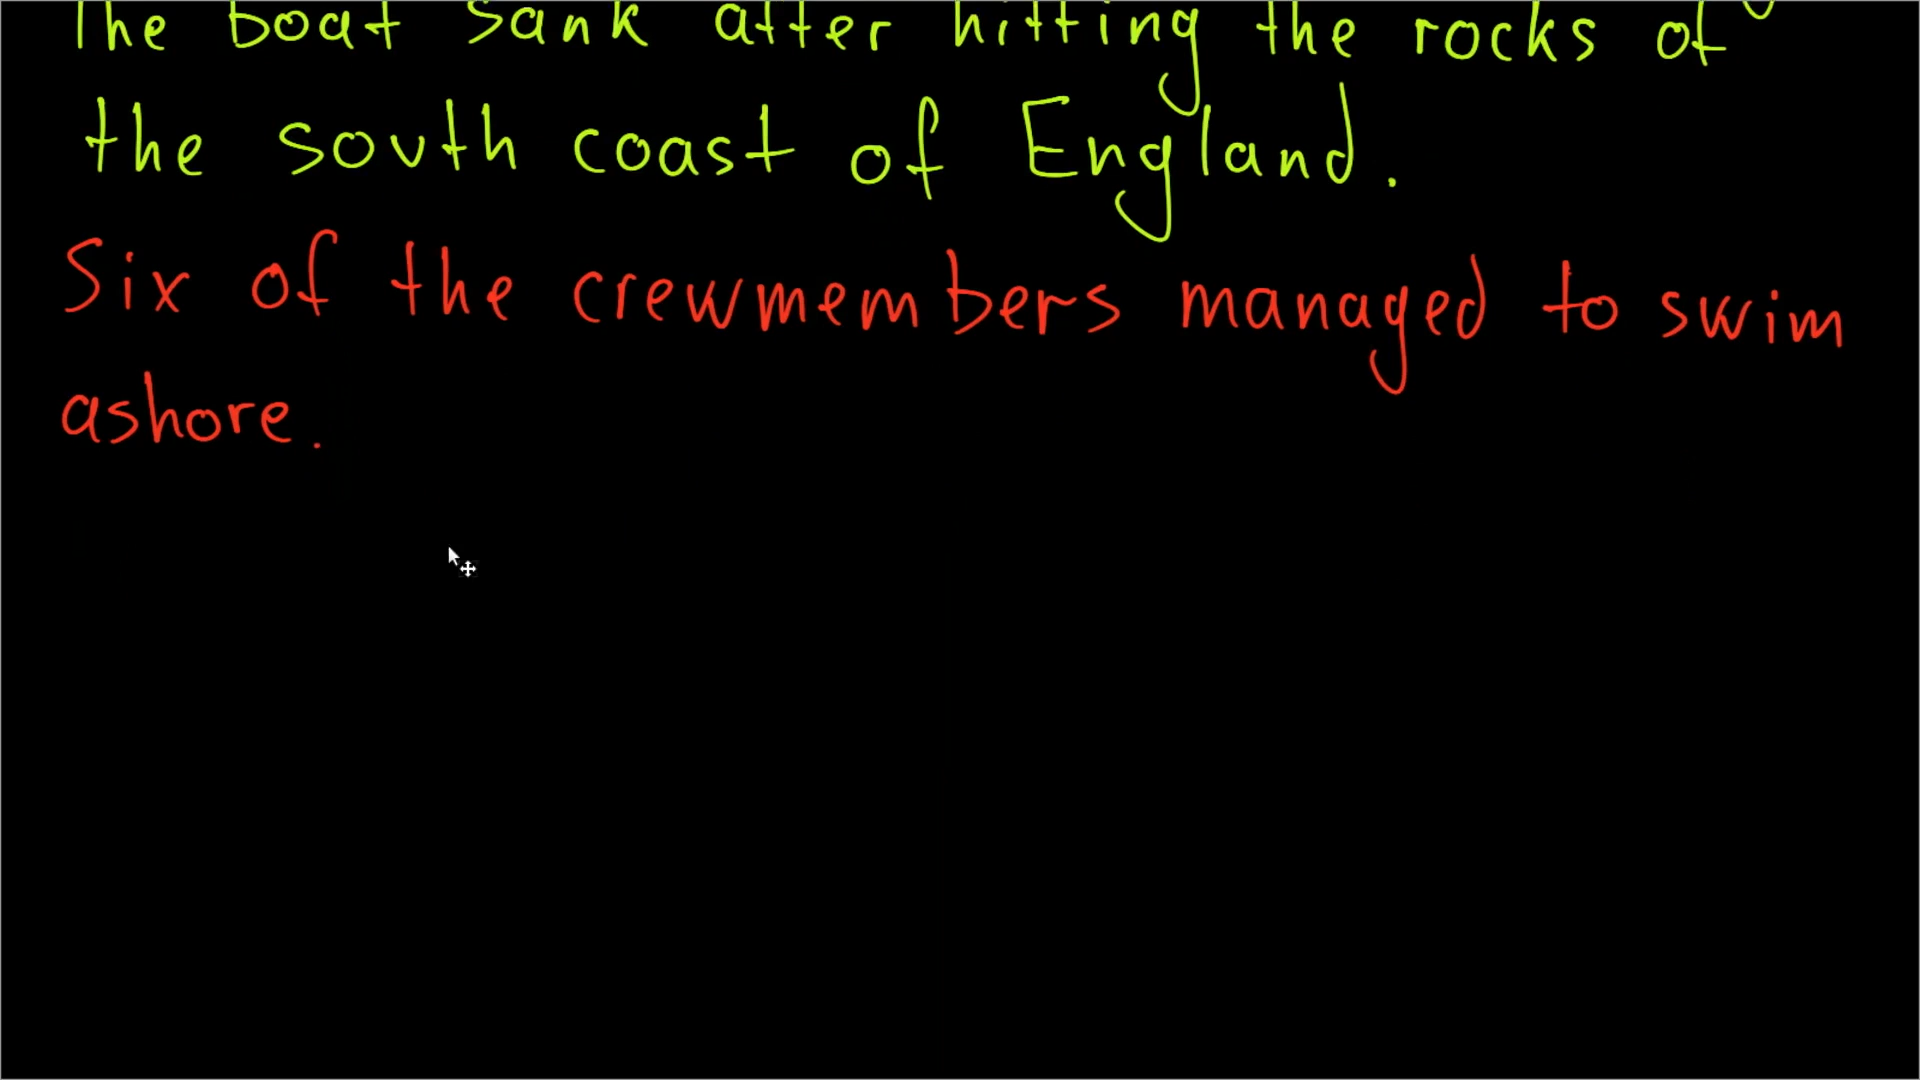 The boat sank after hitting the rocks of
the south coast of England.
Six of the crewmembers managed to swim
ashore.